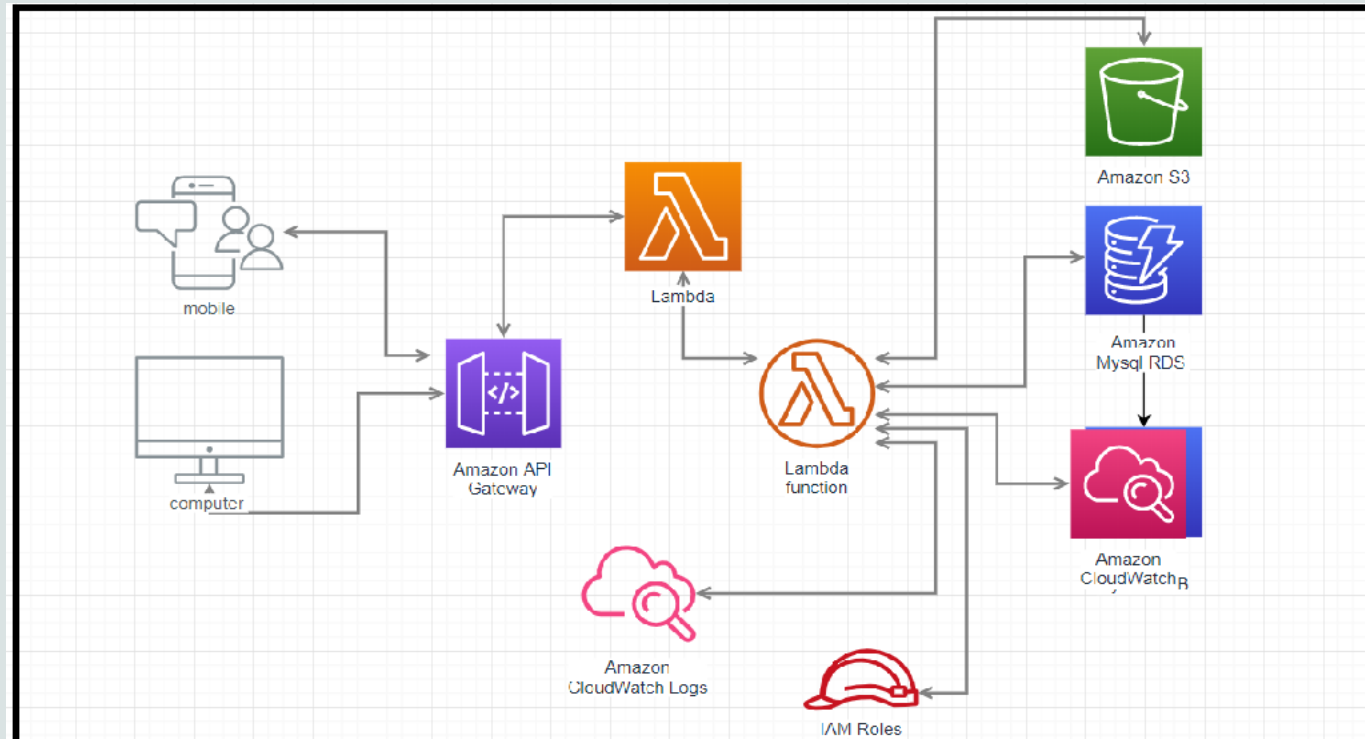 mobile
computer
Amazon API
Gateway
</>
Lambda
Lambda
function
Amazon S3
Amazon
Mysql RDS
Amazon
CloudWatch
Amazon
CloudWatch Logs
IAM Roles